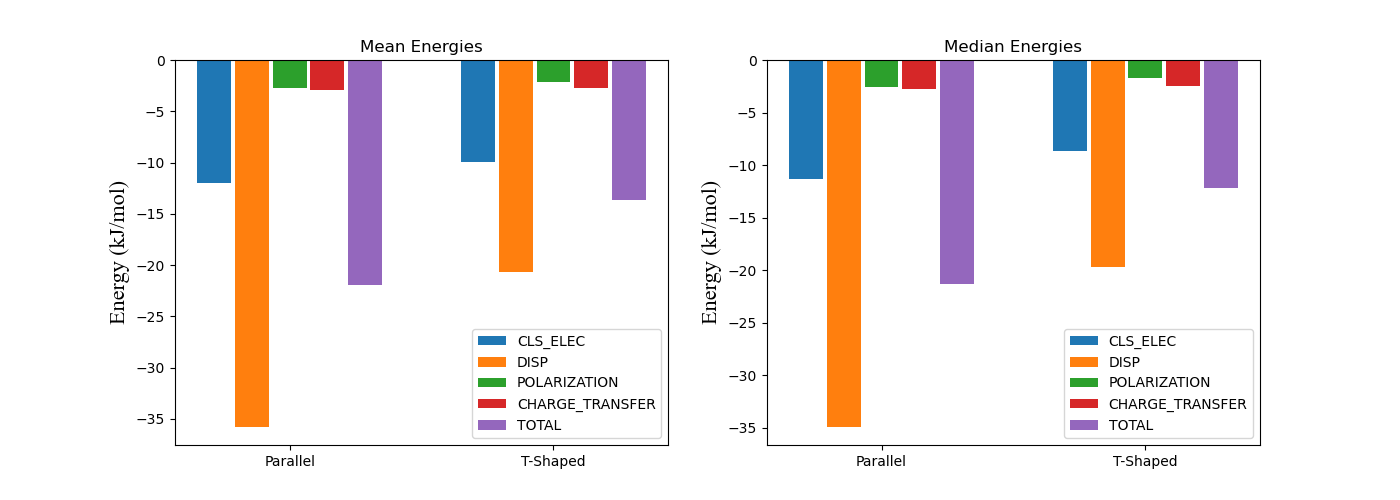 Mean Energies
Energy (kJ/mol)
0
−5
−10
−15
−20
−25
−30
−35
Parallel
T-Shaped
CLS_ELEC
DISP
POLARIZATION
CHARGE_TRANSFER
TOTAL
Median Energies
Energy (kJ/mol)
0
−5
−10
−15
−20
−25
−30
−35
Parallel
T-Shaped
CLS_ELEC
DISP
POLARIZATION
CHARGE_TRANSFER
TOTAL